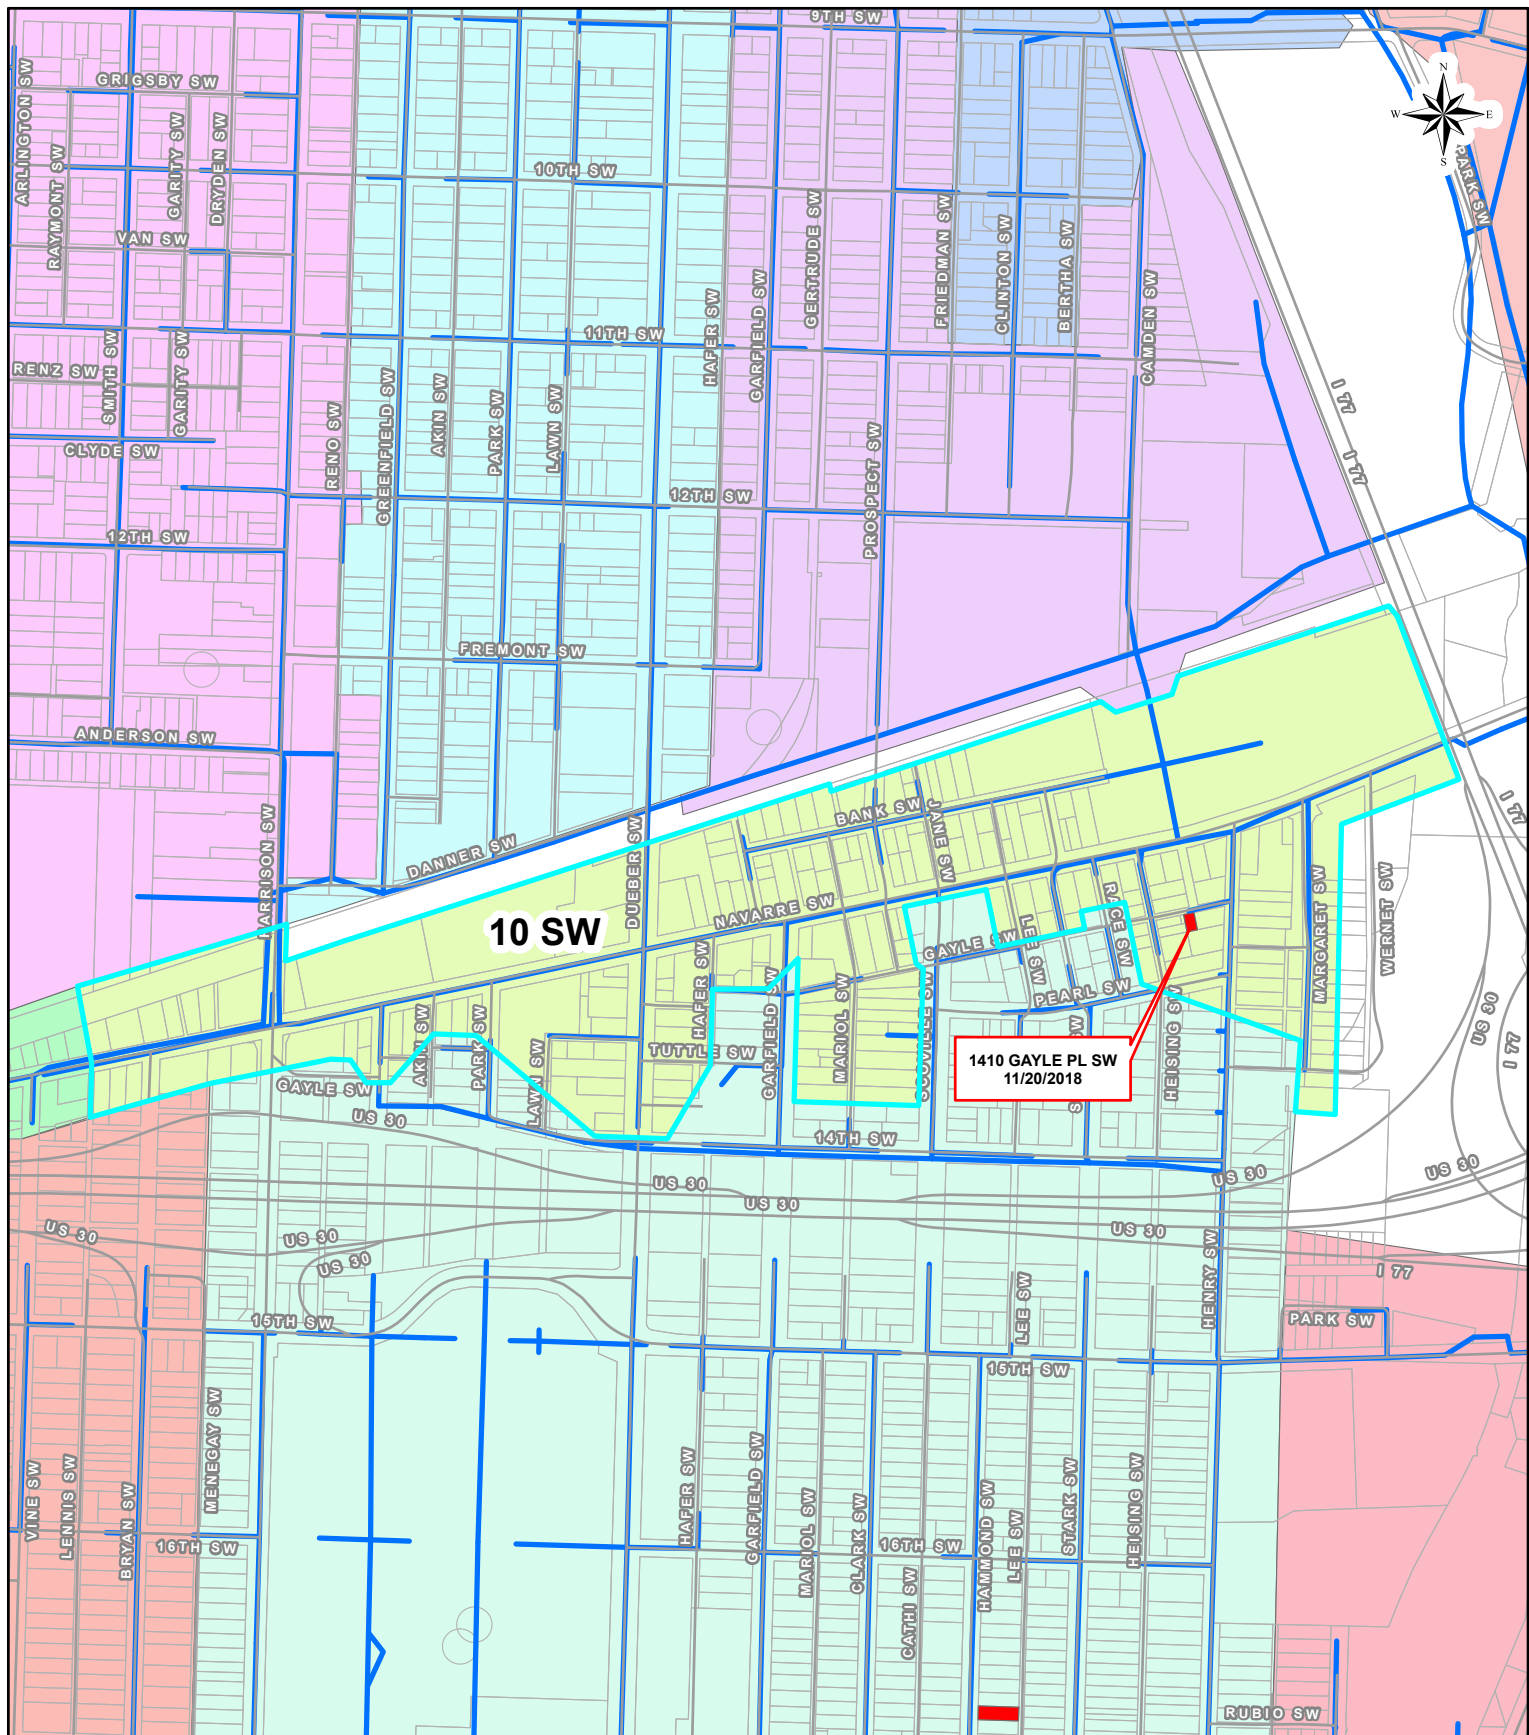 9TH SW
GRIGSBY SW
ARLINGTON SW
RAYMONT SW
GARITY SW
DRYDEN SW
VAN SW
10TH SW
N
W
E
S
PARK SW
GERTRUDE SW
FRIEDMAN SW
CLINTON SW
BERTHA SW
CAMDEN SW
HAFER SW
GARFIELD SW
11TH SW
RENZ SW
SMITH SW
GARITY SW
CLYDE SW
RENO SW
GREENFIELD SW
AKIN SW
PARK SW
LAWN SW
I 77
I 77
PROSPECT SW
12TH SW
12TH SW
FREMONT SW
ANDERSON SW
HARRISON SW
DANNER SW
DUEBER SW
BANK SW
JANE SW
NAVARRE SW
10 SW
I 77
MARGARET SW
WERNET SW
RACE SW
LEE SW
GAYLE SW
HAFER SW
GARFIELD SW
MARIOL SW
SCOVILLE SW
PEARL SW
HEISING SW
US 30
I 77
1410 GAYLE PL SW
11/20/2018
AKIN SW
PARK SW
LAWN SW
TUTTLE SW
GAYLE SW
US 30
14TH SW
US 30
US 30
US 30
US 30
US 30
US 30
US 30
US 30
I 77
HENRY SW
LEE SW
15TH SW
PARK SW
15TH SW
MENEGAY SW
VINE SW
LENNIS SW
BRYAN SW
16TH SW
HAFER SW
GARFIELD SW
MARIOL SW
CLARK SW
16TH SW
CATHI SW
HAMMOND SW
LEE SW
STARK SW
HEISING SW
RUBIO SW